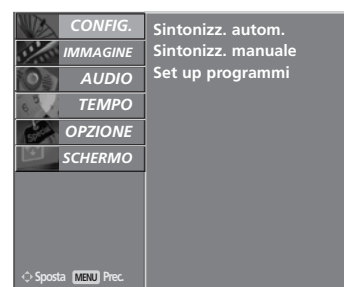 CONFIG.
IMMAGINE
AUDIO
TEMPO
OPZIONE
SCHERMO
Sintonizz. autom.
Sintonizz. manuale
Set up programmi
Sposta MENU Prec.